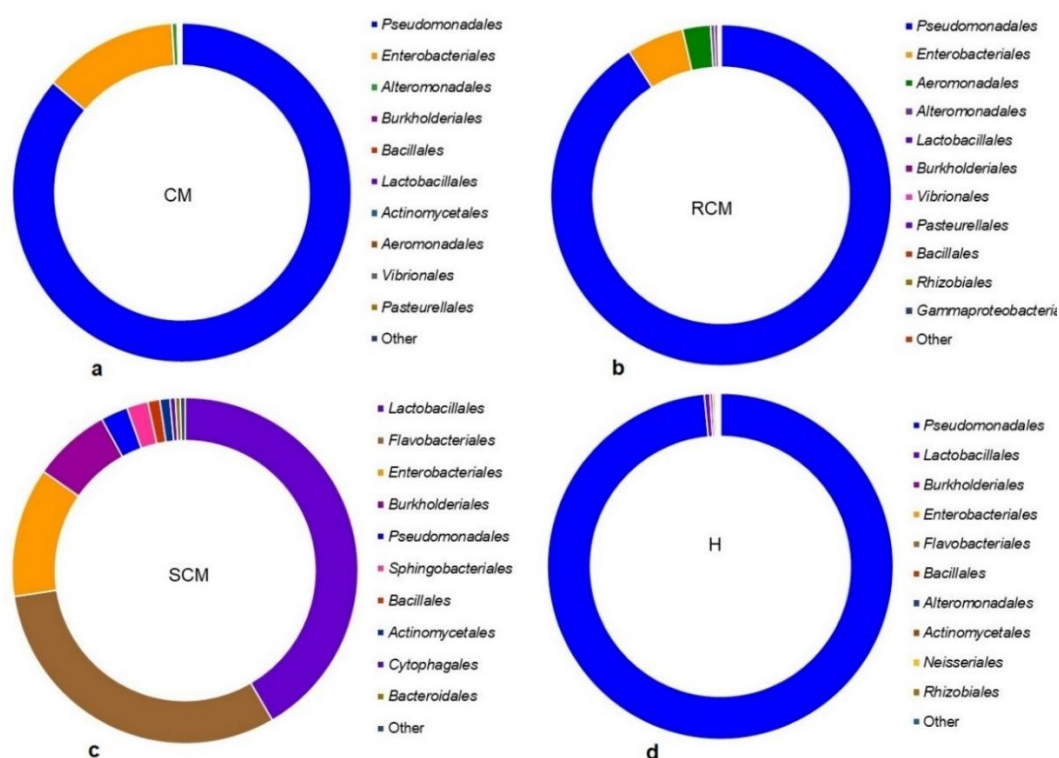 CM
Pseudomonadales
Enterobacteriales
Alteromonadales
Burkholderiales
Bacillales
Lactobacillales
Actinomycetales
Aeromonadales
Vibrionales
Pasteurellales
Other
a
RCM
Pseudomonadales
Enterobacteriales
Aeromonadales
Alteromonadales
Lactobacillales
Burkholderiales
Vibrionales
Pasteurellales
Bacillales
Rhizobiales
Gammaproteobacteria
Other
b
SCM
Lactobacillales
Flavobacteriales
Enterobacteriales
Burkholderiales
Pseudomonadales
Sphingobacteriales
Bacillales
Actinomycetales
Cytophagales
Bacteroidales
Other
c
H
Pseudomonadales
Lactobacillales
Burkholderiales
Enterobacteriales
Flavobacteriales
Bacillales
Alteromonadales
Actinomycetales
Neisseriales
Rhizobiales
Other
d